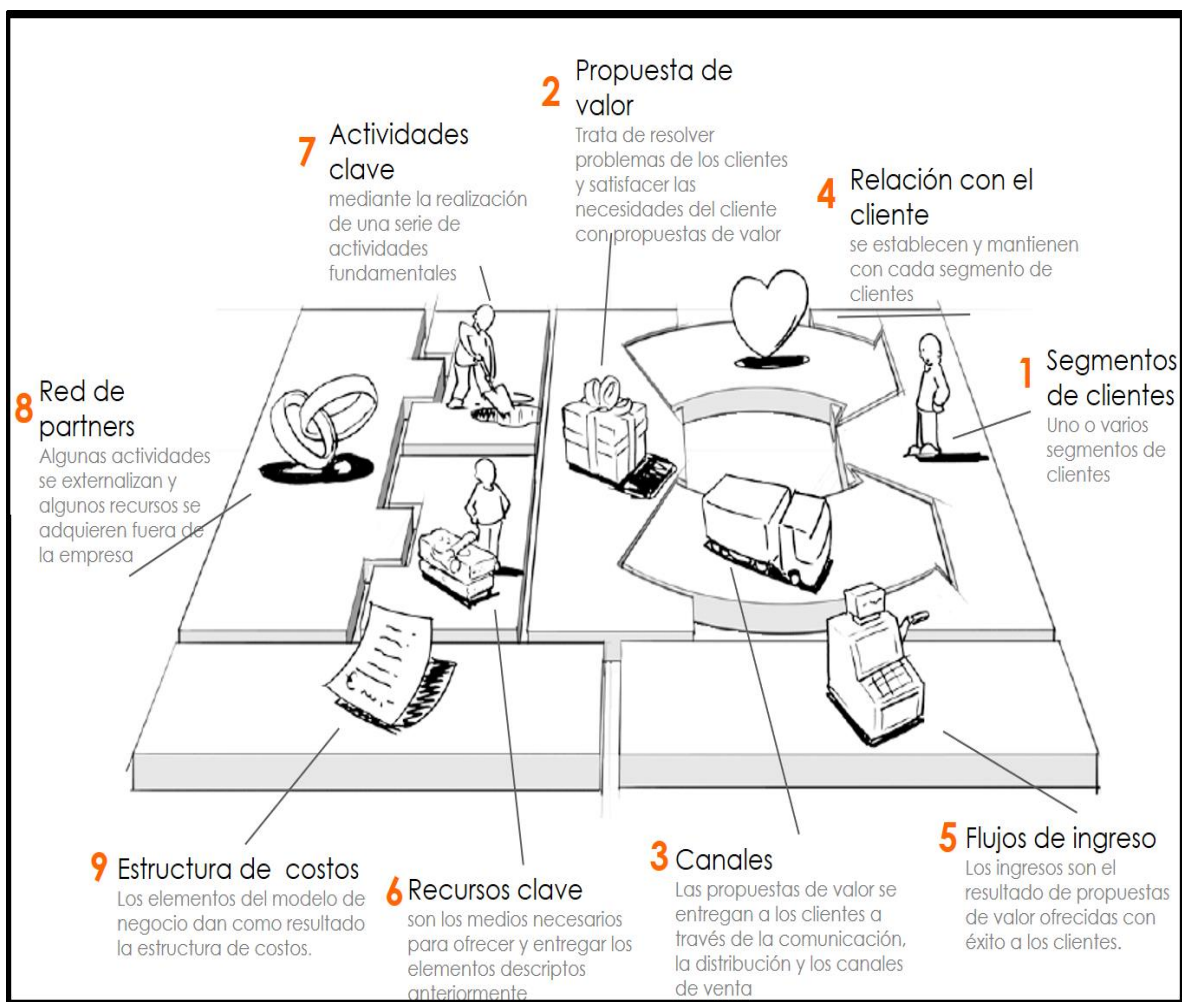 2 Propuesta de
valor
Trata de resolver
problemas de los clientes
y satisfacer las
necesidades del cliente
con propuestas de valor
7 Actividades
clave
mediante la realización
de una serie de
actividades
fundamentales
4 Relación con el
cliente
se establecen y mantienen
con cada segmento de
clientes
1 Segmentos
de clientes
Uno o varios
segmentos de
clientes
8 Red de
partners
Algunas actividades
se externalizan y
algunos recursos se
adquieren fuera de
la empresa
9 Estructura de costos
Los elementos del modelo de
negocio dan como resultado
la estructura de costos.
6 Recursos clave
son los medios necesarios
para ofrecer y entregar los
elementos descriptos
anteriormente
3 Canales
Las propuestas de valor se
entregan a los clientes a
través de la comunicación,
la distribución y los canales
de venta
5 Flujos de ingreso
Los ingresos son el
resultado de propuestas
de valor ofrecidas con
éxito a los clientes.